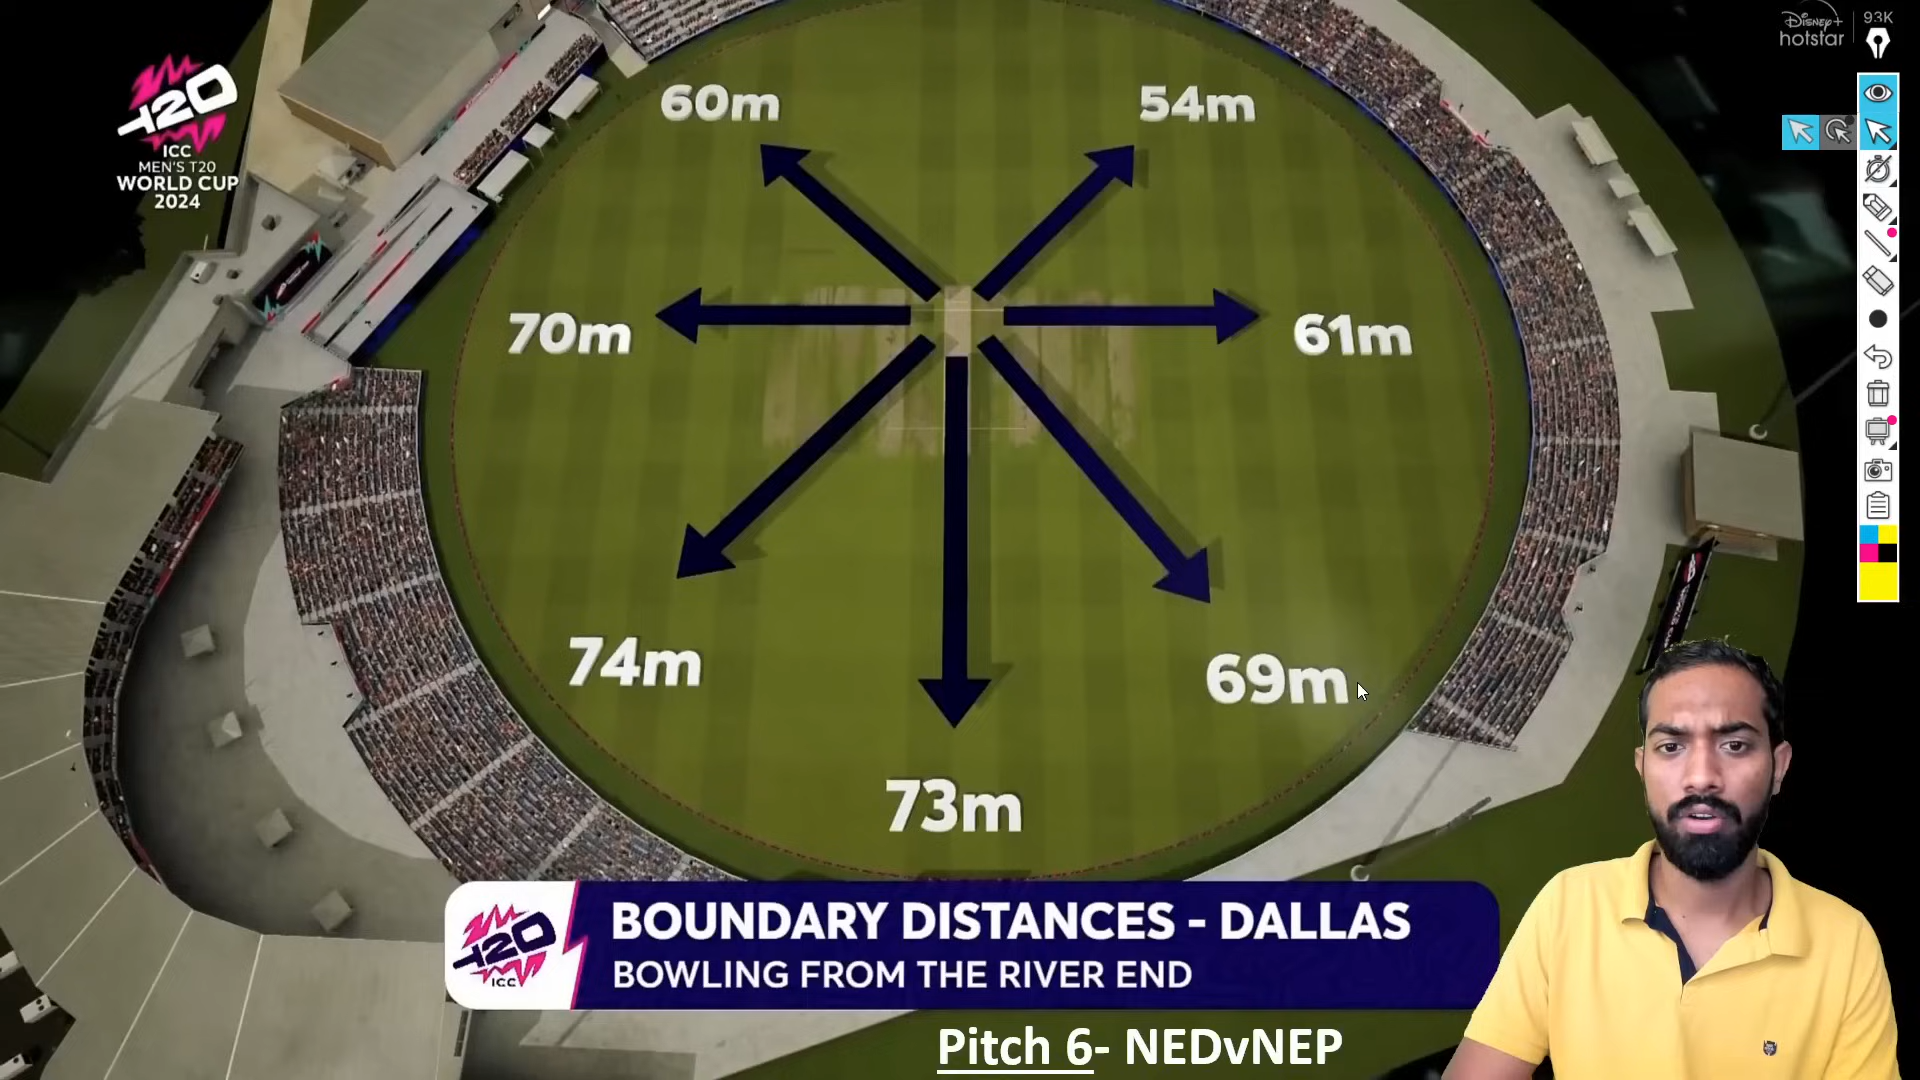 Disney+
hotstar
93K
T20
ICC
MEN'S T20
WORLD CUP
2024
60m
54m
70m
61m
74m
69m
73m
T20
ICC
BOUNDARY DISTANCES - DALLAS
BOWLING FROM THE RIVER END
Pitch 6- NEDvNEP